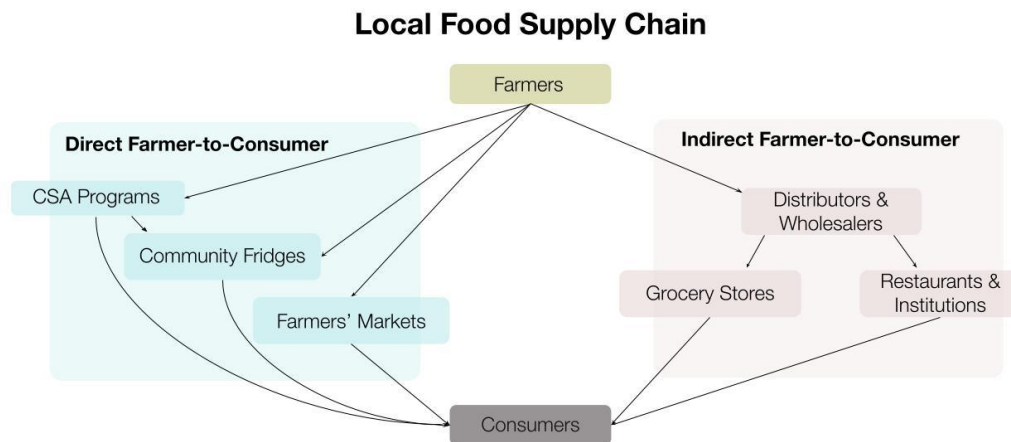 Local Food Supply Chain
Farmers
Direct Farmer-to-Consumer
CSA Programs
Community Fridges
Farmers’ Markets
Indirect Farmer-to-Consumer
Distributors &
Wholesalers
Grocery Stores
Restaurants &
Institutions
Consumers